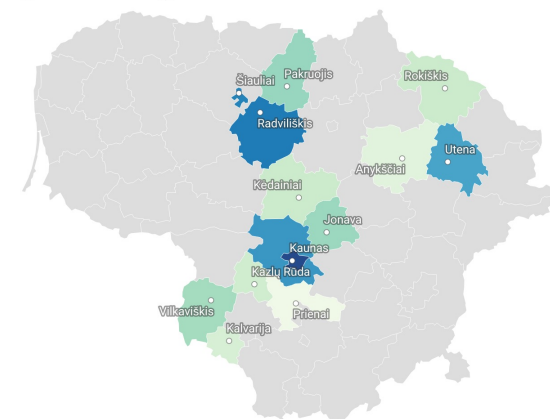 Šiauliai
Pakruojis
Rokiškis
Radviliškis
Utena
Anykščiai
Kėdainiai
Jonava
Kaunas
Kazlų Rūda
Vilkaviškis
Prienai
Kalvarija